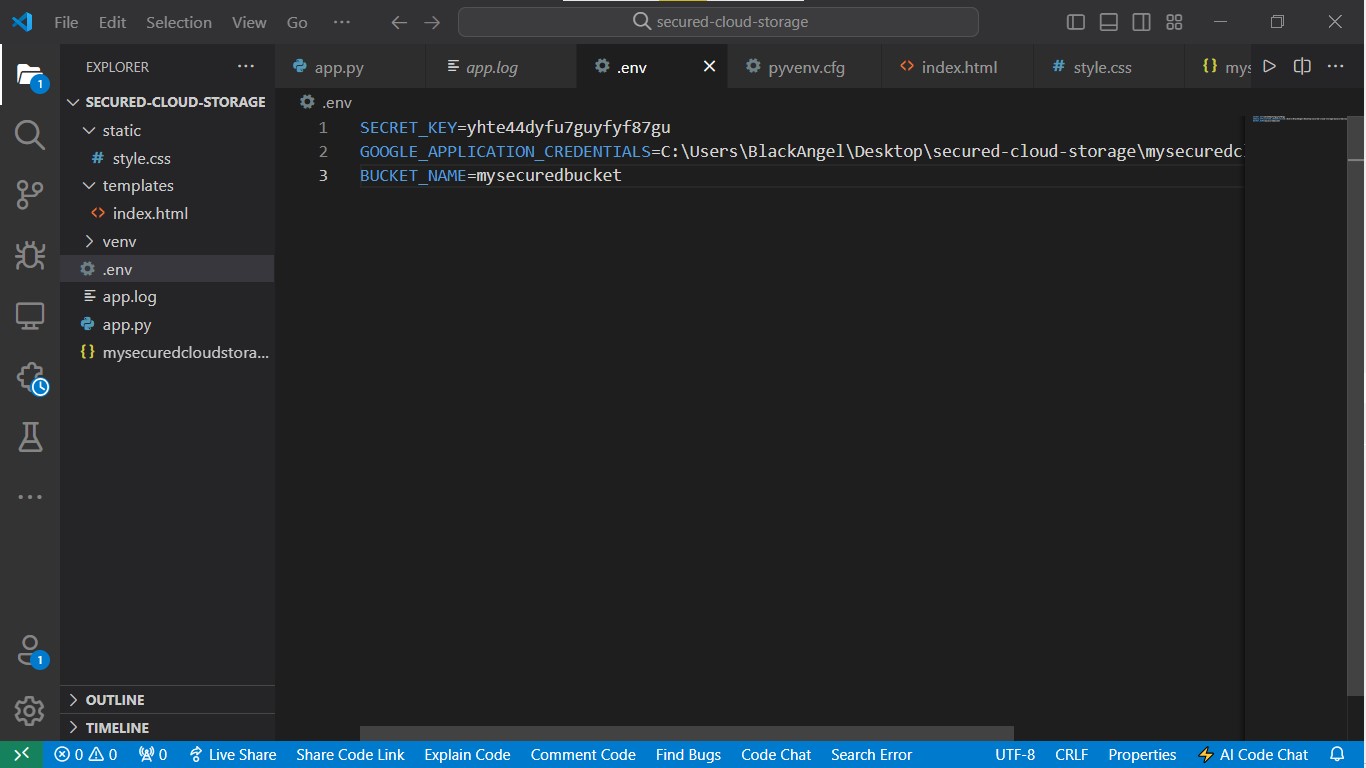 File Edit Selection View Go ··· secured-cloud-storage
EXPLORER ···
app.py app.log .env pyvenv.cfg index.html style.css mys
SECURED-CLOUD-STORAGE
static
style.css
templates
index.html
venv
.env
app.log
app.py
mysecuredcloudstora...
.env
1 SECRET_KEY=yhte44dyfu7guyfyf87gu
2 GOOGLE_APPLICATION_CREDENTIALS=C:\Users\BlackAngel\Desktop\secured-cloud-storage\mysecuredc
3 BUCKET_NAME=mysecuredbucket
1
1
OUTLINE
TIMELINE
0 0 0 Live Share Share Code Link Explain Code Comment Code Find Bugs Code Chat Search Error UTF-8 CRLF Properties AI Code Chat